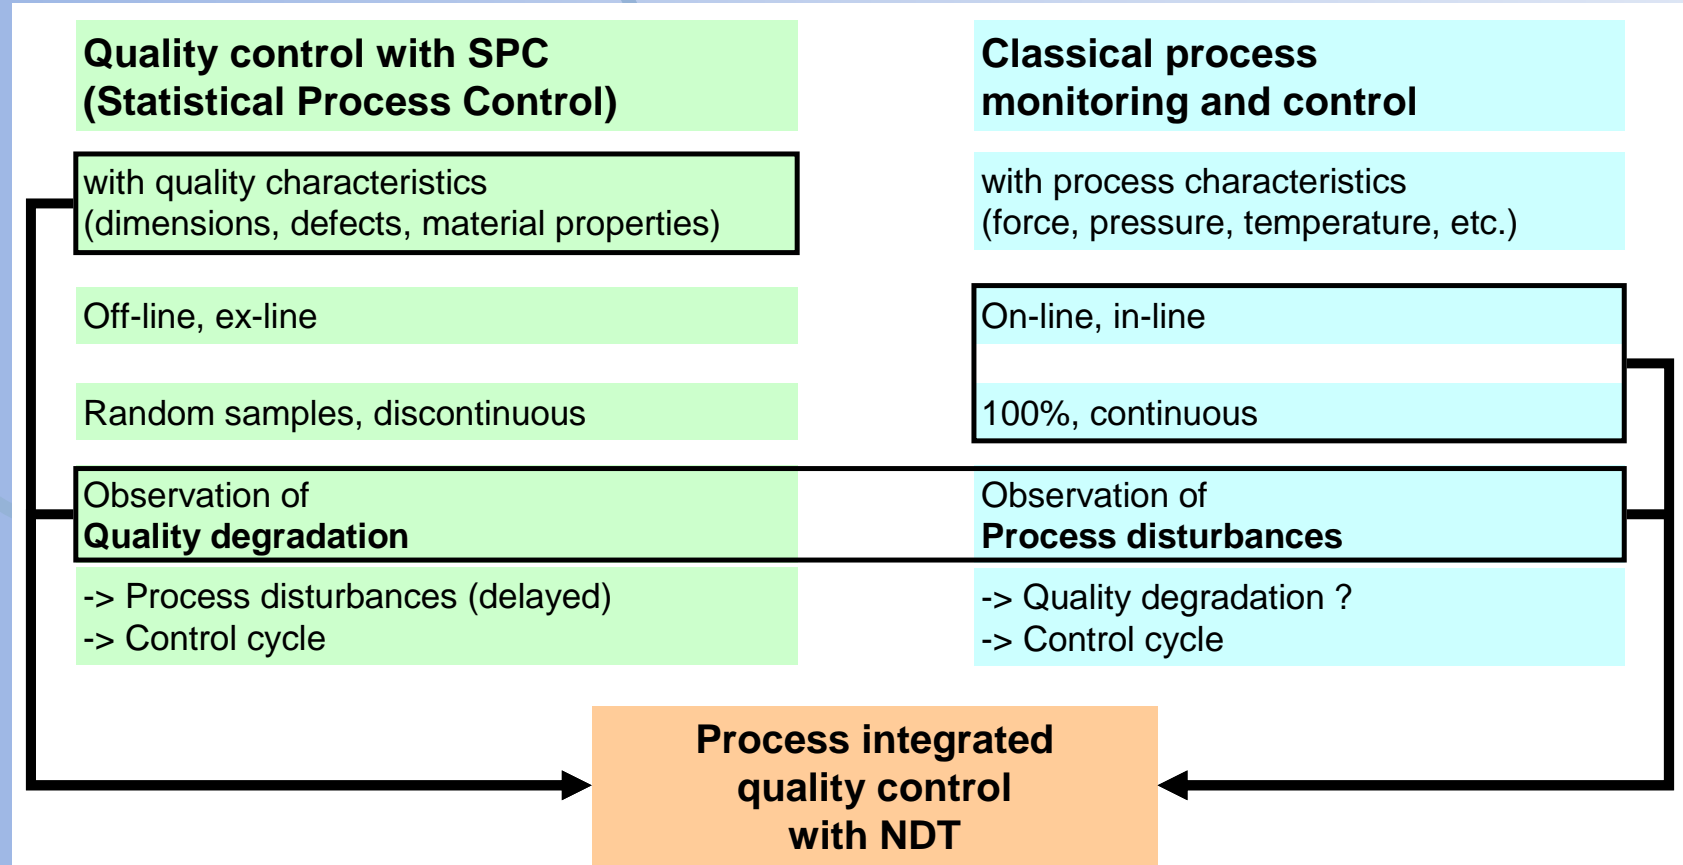 Quality control with SPC
(Statistical Process Control)
Classical process
monitoring and control
with quality characteristics
(dimensions, defects, material properties)
with process characteristics
(force, pressure, temperature, etc.)
Off-line, ex-line
On-line, in-line
Random samples, discontinuous
100%, continuous
Observation of
Quality degradation
Observation of
Process disturbances
-> Process disturbances (delayed)
-> Control cycle
-> Quality degradation ?
-> Control cycle
Process integrated
quality control
with NDT